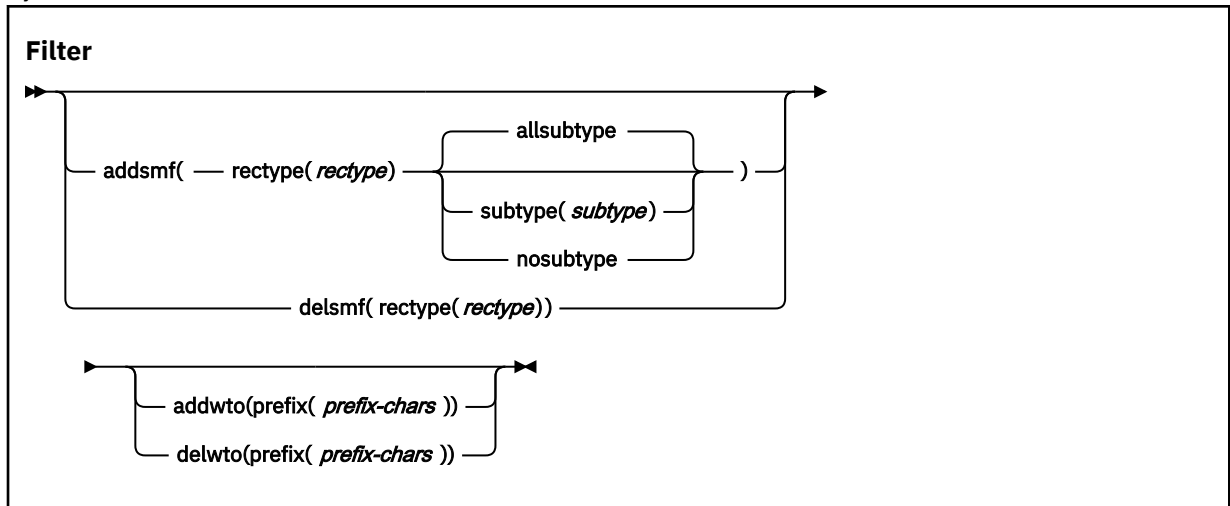 Filter
allsubtype
addsmf( rectype( rectype) )
subtype( subtype)
nosubtype
delsmf( rectype( rectype))
addwto(prefix( prefix-chars ))
delwto(prefix( prefix-chars ))